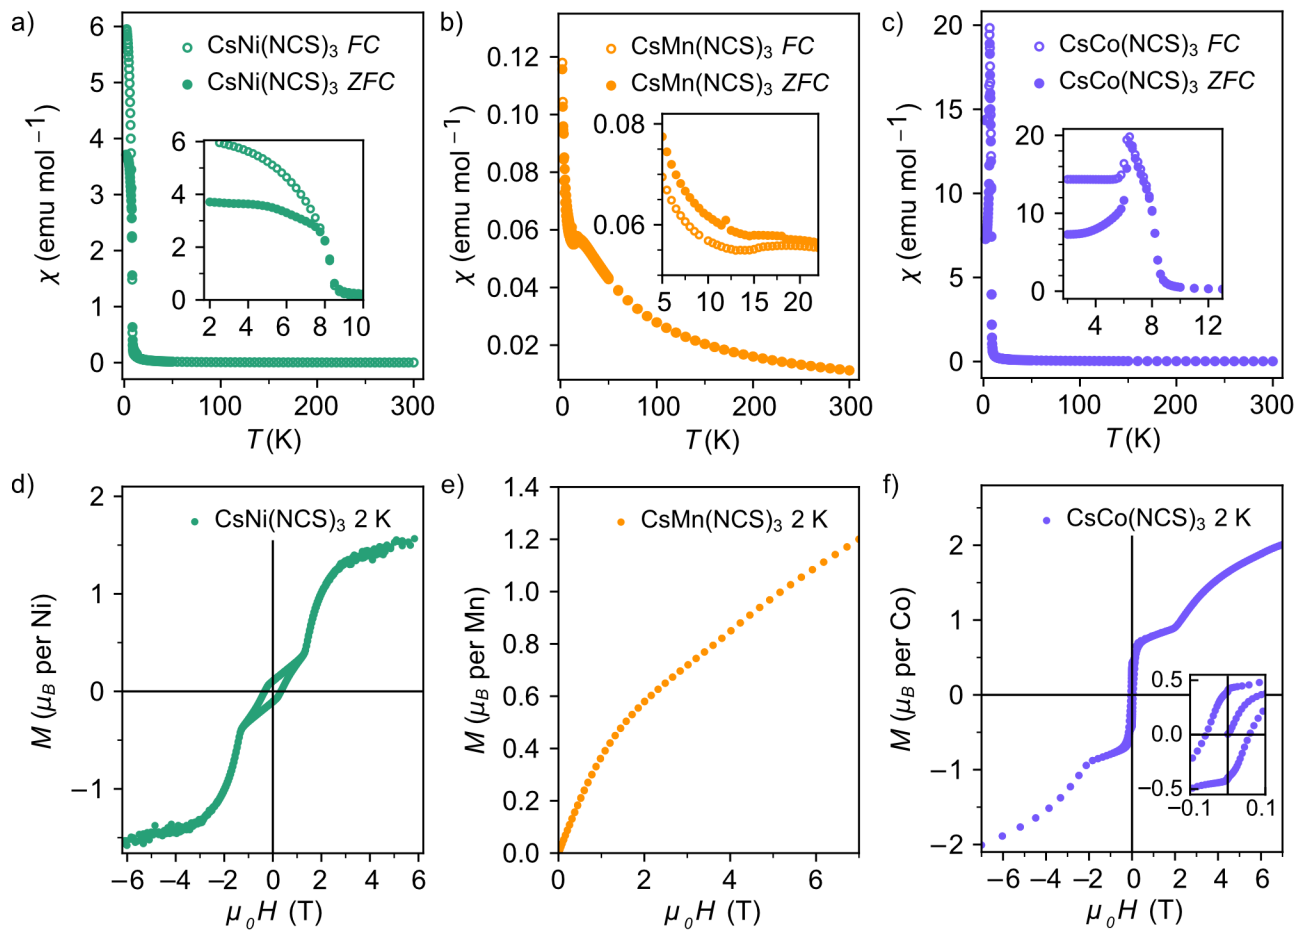 a)
CsNi(NCS)₃ FC
CsNi(NCS)₃ ZFC
χ (emu mol⁻¹)
6
5
4
3
2
1
0
6
4
2
0
2 4 6 8 10
0 100 200 300
T (K)
b)
CsMn(NCS)₃ FC
CsMn(NCS)₃ ZFC
χ (emu mol⁻¹)
0.12
0.10
0.08
0.06
0.04
0.02
0.08
0.06
5 10 15 20
0 100 200 300
T (K)
c)
CsCo(NCS)₃ FC
CsCo(NCS)₃ ZFC
χ (emu mol⁻¹)
20
15
10
5
0
20
10
0
4 8 12
0 100 200 300
T (K)
d)
CsNi(NCS)₃ 2 K
M (μB per Ni)
2
1
0
−1
−6 −4 −2 0 2 4 6
μ₀H (T)
e)
CsMn(NCS)₃ 2 K
M (μB per Mn)
1.4
1.2
1.0
0.8
0.6
0.4
0.2
0.0
0 2 4 6
μ₀H (T)
f)
CsCo(NCS)₃ 2 K
M (μB per Co)
2
1
0
−1
−2
0.5
0.0
−0.5
−0.1 0.1
−6 −4 −2 0 2 4 6
μ₀H (T)